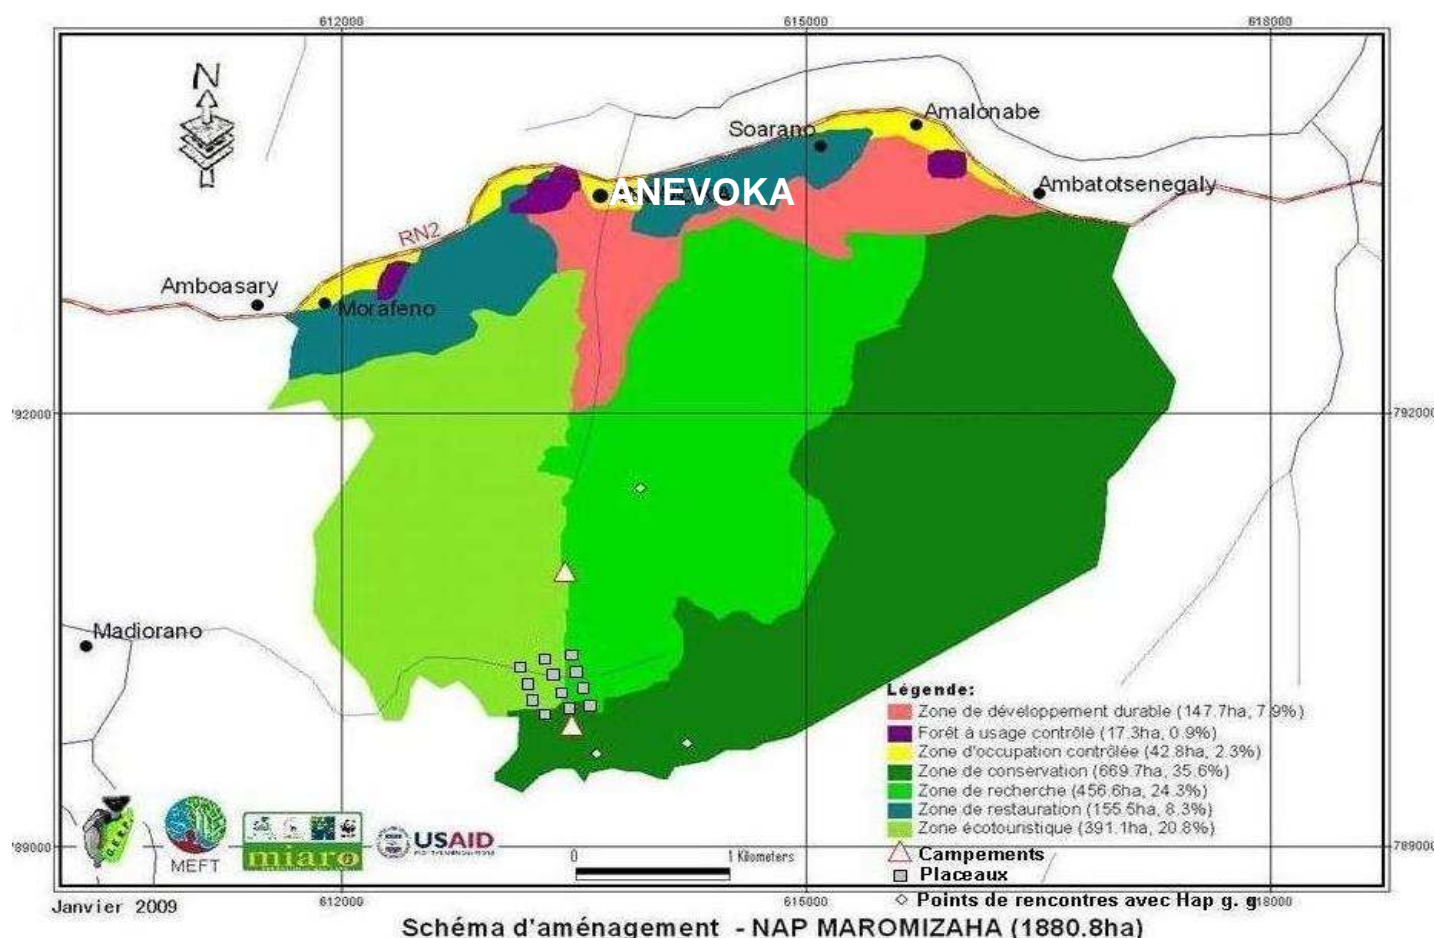 612000 615000 618000
N
Amalonabe
Soarano
ANEVOKA
Ambatotsenegaly
RN2
Amboasary
Morafeno
792000 792000
Madiorano
Légende:
Zone de développement durable (147.7ha, 7.9%)
Forêt à usage contrôlé (17.3ha, 0.9%)
Zone d'occupation contrôlée (42.8ha, 2.3%)
Zone de conservation (669.7ha, 35.6%)
Zone de recherche (456.6ha, 24.3%)
Zone de restauration (155.5ha, 8.3%)
Zone écotouristique (391.1ha, 20.8%)
Campements
Placeaux
Points de rencontres avec Hap g. g
G.E.R.P.
MEFT
miaro
USAID
0 1 Kilometers
789000 789000
Janvier 2009
612000 615000 618000
Schéma d'aménagement - NAP MAROMIZAHA (1880.8ha)